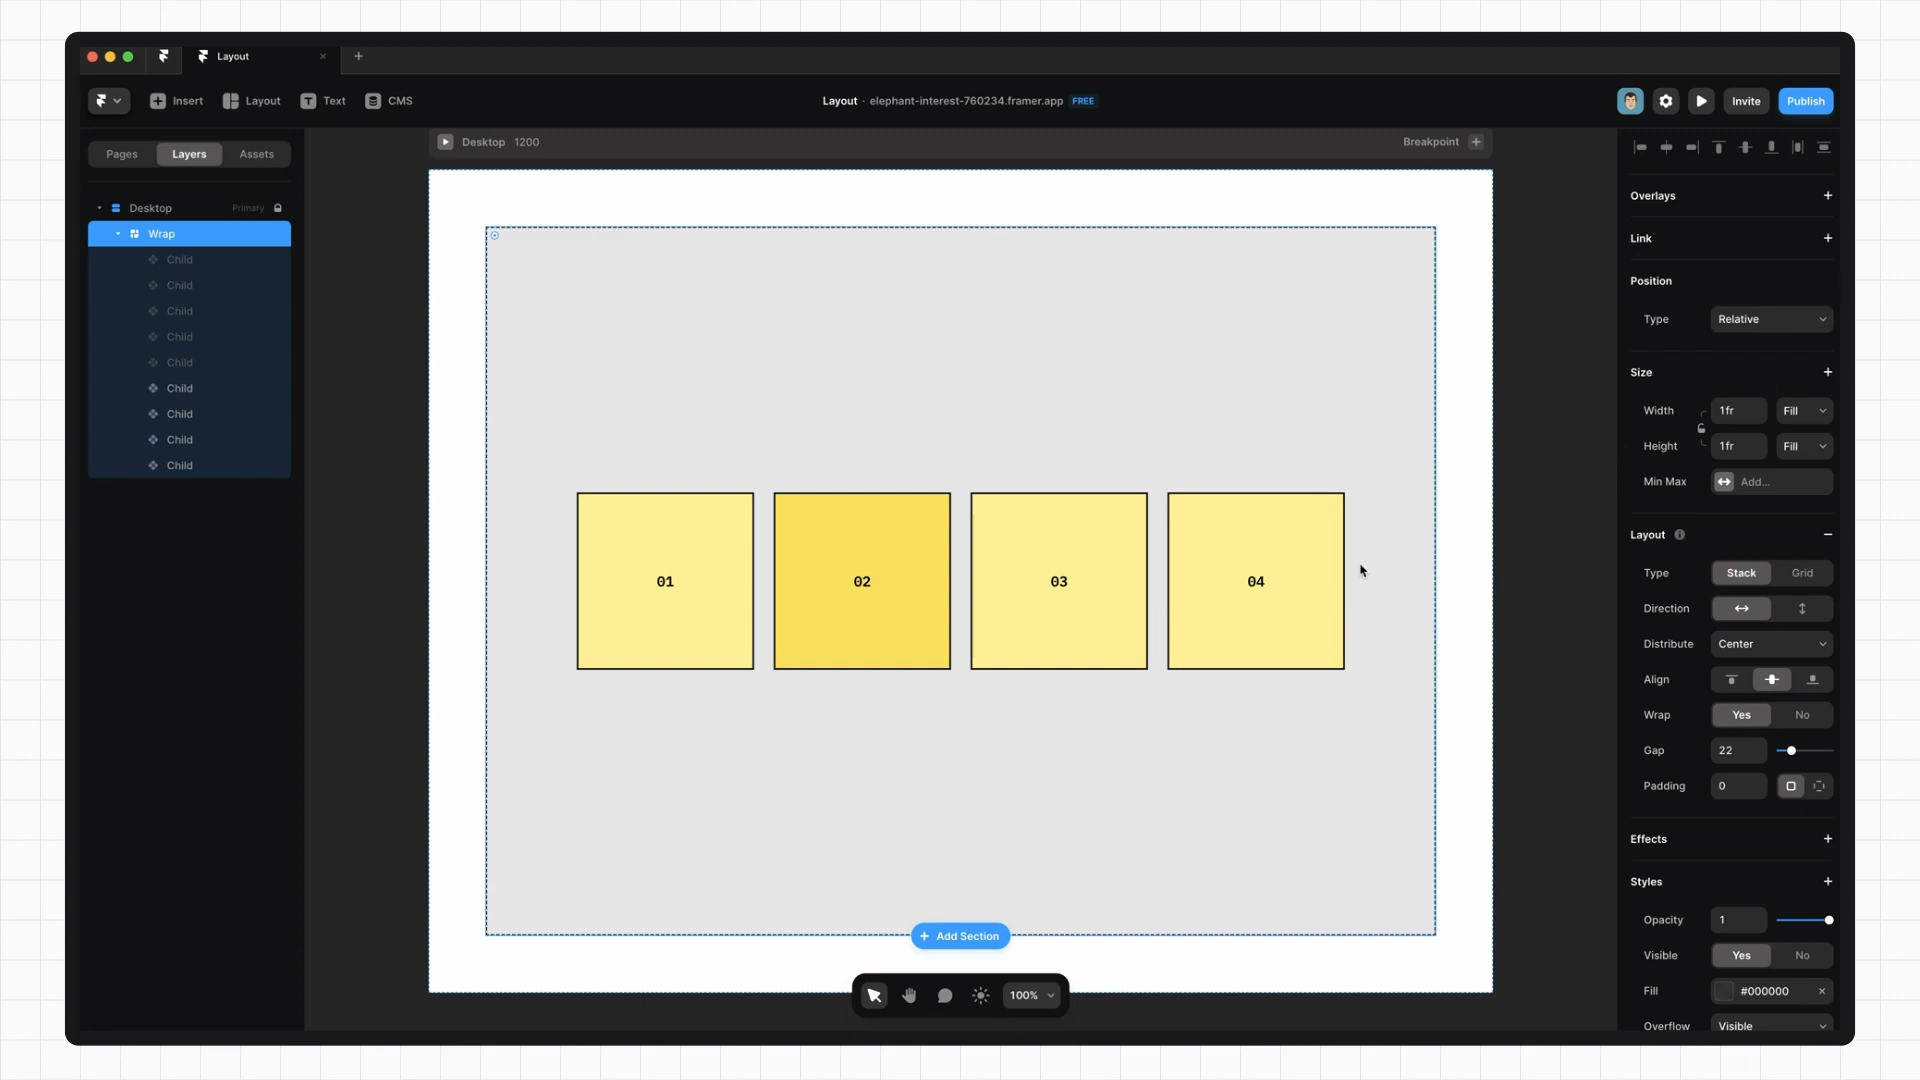 Layout
Insert
Layout
Text
CMS
Layout · elephant-interest-760234.framer.app FREE
Invite
Publish
Pages
Layers
Assets
Desktop 1200
Breakpoint
Desktop
Primary
Wrap
Child
Child
Child
Child
Child
Child
Child
Child
Child
01
02
03
04
Add Section
100%
Overlays
Link
Position
Type Relative
Size
Width 1fr Fill
Height 1fr Fill
Min Max Add...
Layout
Type Stack Grid
Direction
Distribute Center
Align
Wrap Yes No
Gap 22
Padding 0
Effects
Styles
Opacity 1
Visible Yes No
Fill #000000
Overflow Visible